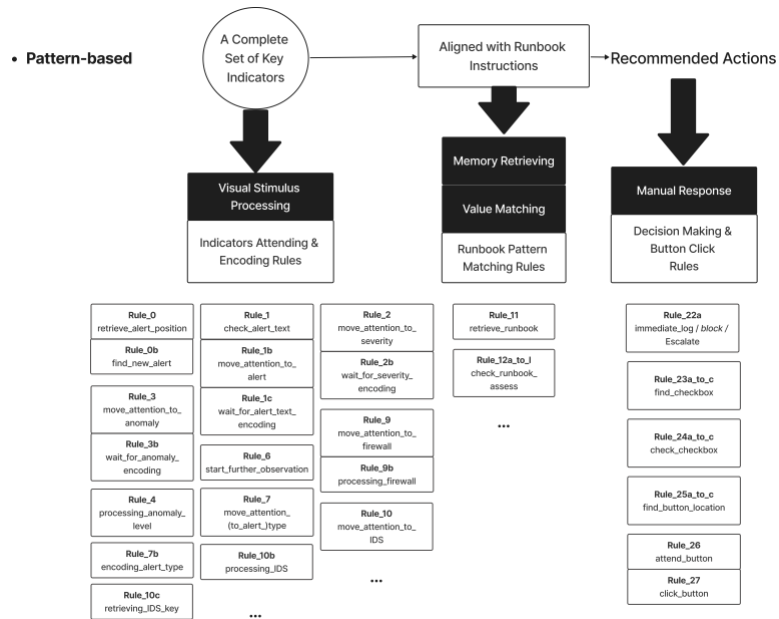 • Pattern-based
A Complete
Set of Key
Indicators
Aligned with Runbook
Instructions
Recommended Actions
Visual Stimulus
Processing
Indicators Attending &
Encoding Rules
Memory Retrieving
Value Matching
Runbook Pattern
Matching Rules
Manual Response
Decision Making &
Button Click
Rules
Rule_0
retrieve_alert_position
Rule_0b
find_new_alert
Rule_3
move_attention_to_
anomaly
Rule_3b
wait_for_anomaly_
encoding
Rule_4
processing_anomaly_
level
Rule_7b
encoding_alert_type
Rule_10c
retrieving_IDS_key
Rule_1
check_alert_text
Rule_1b
move_attention_to_
alert
Rule_1c
wait_for_alert_text_
encoding
Rule_6
start_further_observation
Rule_7
move_attention_
(to_alert_)type
Rule_10b
processing_IDS
...
Rule_2
move_attention_to_
severity
Rule_2b
wait_for_severity_
encoding
Rule_9
move_attention_to_
firewall
Rule_9b
processing_firewall
Rule_10
move_attention_to_
IDS
...
Rule_11
retrieve_runbook
Rule_12a_to_l
check_runbook_
assess
...
Rule_22a
immediate_log / block /
Escalate
Rule_23a_to_c
find_checkbox
Rule_24a_to_c
check_checkbox
Rule_25a_to_c
find_button_location
Rule_26
attend_button
Rule_27
click_button